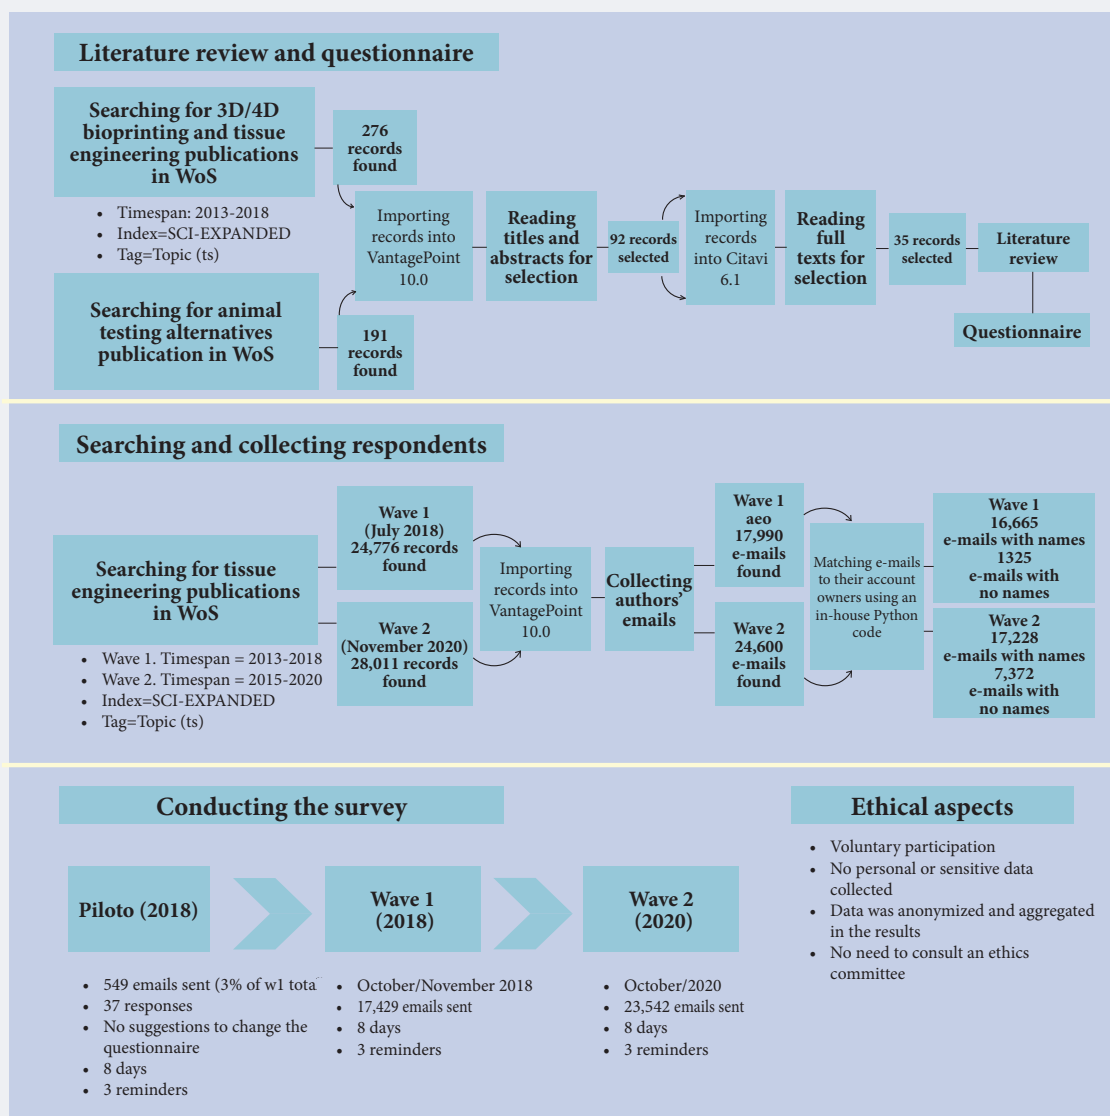 Literature review and questionnaire
Searching for 3D/4D
bioprinting and tissue
engineering publications
in WoS
• Timespan: 2013-2018
• Index=SCI-EXPANDED
• Tag=Topic (ts)
Searching for animal
testing alternatives
publication in WoS
276
records
found
191
records
found
Importing
records into
VantagePoint
10.0
Reading
titles and
abstracts for
selection
92 records
selected
Importing
records
into Citavi
6.1
Reading
full
texts for
selection
35 records
selected
Literature
review
Questionnaire
Searching and collecting respondents
Searching for tissue
engineering publications
in WoS
• Wave 1. Timespan = 2013-2018
• Wave 2. Timespan = 2015-2020
• Index=SCI-EXPANDED
• Tag=Topic (ts)
Wave 1
(July 2018)
24,776 records
found
Wave 2
(November 2020)
28,011 records
found
Importing
records into
VantagePoint
10.0
Collecting
authors'
emails
Wave 1
aeo
17,990
e-mails
found
Wave 2
24,600
e-mails
found
Matching e-mails
to their account
owners using an
in-house Python
code
Wave 1
16,665
e-mails with names
1325
e-mails with
no names
Wave 2
17,228
e-mails with names
7,372
e-mails with
no names
Conducting the survey
Piloto (2018)
• 549 emails sent (3% of w1 tota
• 37 responses
• No suggestions to change the
questionnaire
• 8 days
• 3 reminders
Wave 1
(2018)
• October/November 2018
• 17,429 emails sent
• 8 days
• 3 reminders
Wave 2
(2020)
• October/2020
• 23,542 emails sent
• 8 days
• 3 reminders
Ethical aspects
• Voluntary participation
• No personal or sensitive data
collected
• Data was anonymized and aggregated
in the results
• No need to consult an ethics
committee